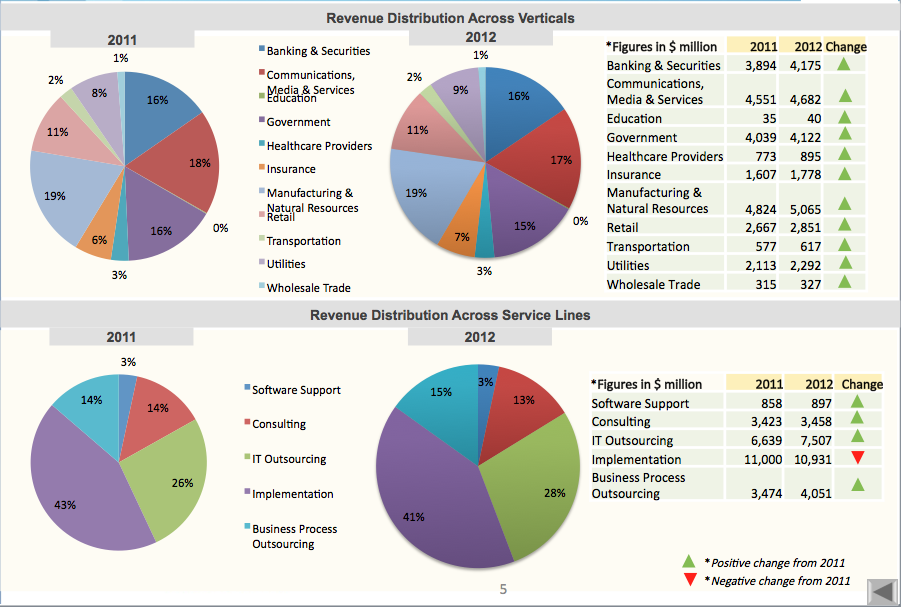 Revenue Distribution Across Verticals
2011
1%
2%
8%
16%
11%
18%
19%
0%
6%
16%
3%
Banking & Securities
Communications,
Media & Services
Education
Government
Healthcare Providers
Insurance
Manufacturing &
Natural Resources
Retail
Transportation
Utilities
Wholesale Trade
2012
1%
2%
9%
16%
11%
17%
19%
0%
7%
15%
3%
*Figures in $ million 2011 2012 Change
Banking & Securities 3,894 4,175
Communications,
Media & Services 4,551 4,682
Education 35 40
Government 4,039 4,122
Healthcare Providers 773 895
Insurance 1,607 1,778
Manufacturing &
Natural Resources 4,824 5,065
Retail 2,667 2,851
Transportation 577 617
Utilities 2,113 2,292
Wholesale Trade 315 327
Revenue Distribution Across Service Lines
2011
3%
14%
14%
26%
43%
Software Support
Consulting
IT Outsourcing
Implementation
Business Process
Outsourcing
2012
3%
15%
13%
28%
41%
*Figures in $ million 2011 2012 Change
Software Support 858 897
Consulting 3,423 3,458
IT Outsourcing 6,639 7,507
Implementation 11,000 10,931
Business Process
Outsourcing 3,474 4,051
*Positive change from 2011
*Negative change from 2011
5